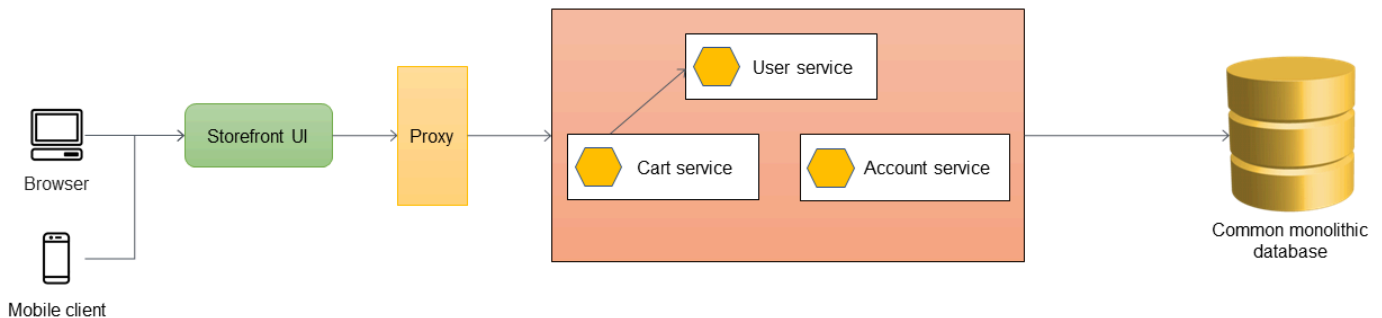 User service
Storefront UI
Proxy
Cart service
Account service
Browser
Common monolithic
database
Mobile client